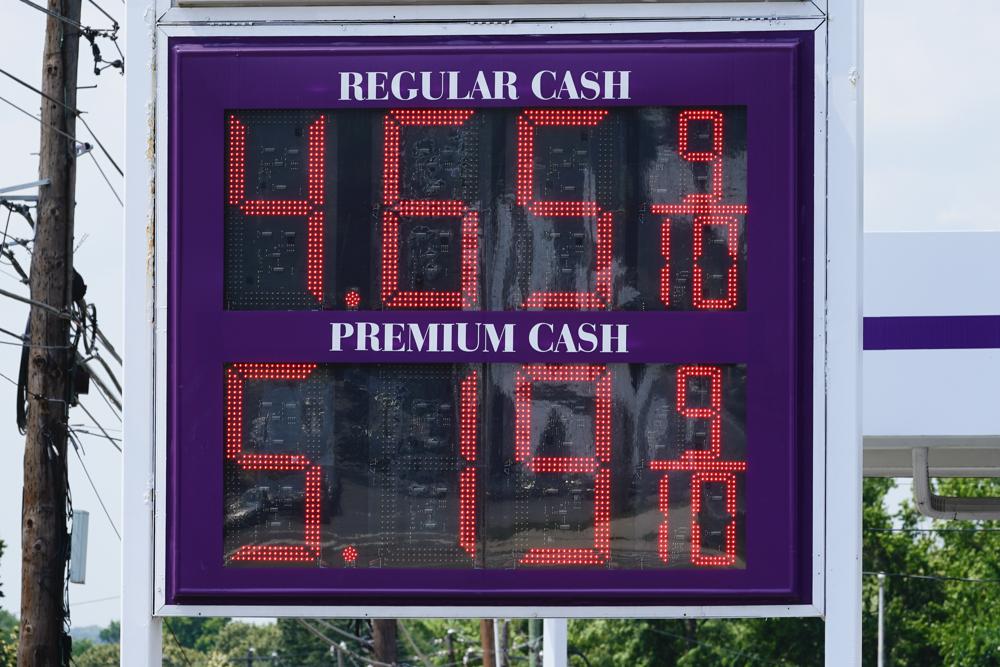 REGULAR CASH
4.65 9/10
PREMIUM CASH
5.19 9/10